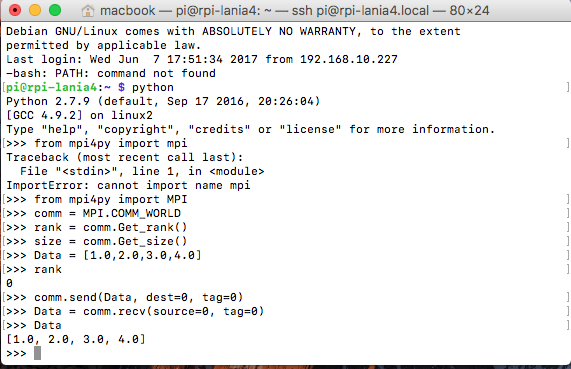 macbook — pi@rpi-lania4: ~ — ssh pi@rpi-lania4.local — 80×24
Debian GNU/Linux comes with ABSOLUTELY NO WARRANTY, to the extent
permitted by applicable law.
Last login: Wed Jun  7 17:51:34 2017 from 192.168.10.227
-bash: PATH: command not found
[pi@rpi-lania4:~ $ python ]
Python 2.7.9 (default, Sep 17 2016, 20:26:04)
[GCC 4.9.2] on linux2
Type "help", "copyright", "credits" or "license" for more information.
[>>> from mpi4py import mpi ]
Traceback (most recent call last):
  File "<stdin>", line 1, in <module>
ImportError: cannot import name mpi
[>>> from mpi4py import MPI ]
[>>> comm = MPI.COMM_WORLD ]
[>>> rank = comm.Get_rank() ]
[>>> size = comm.Get_size() ]
[>>> Data = [1.0,2.0,3.0,4.0] ]
[>>> rank ]
0
[>>> comm.send(Data, dest=0, tag=0) ]
[>>> Data = comm.recv(source=0, tag=0) ]
[>>> Data ]
[1.0, 2.0, 3.0, 4.0]
>>>